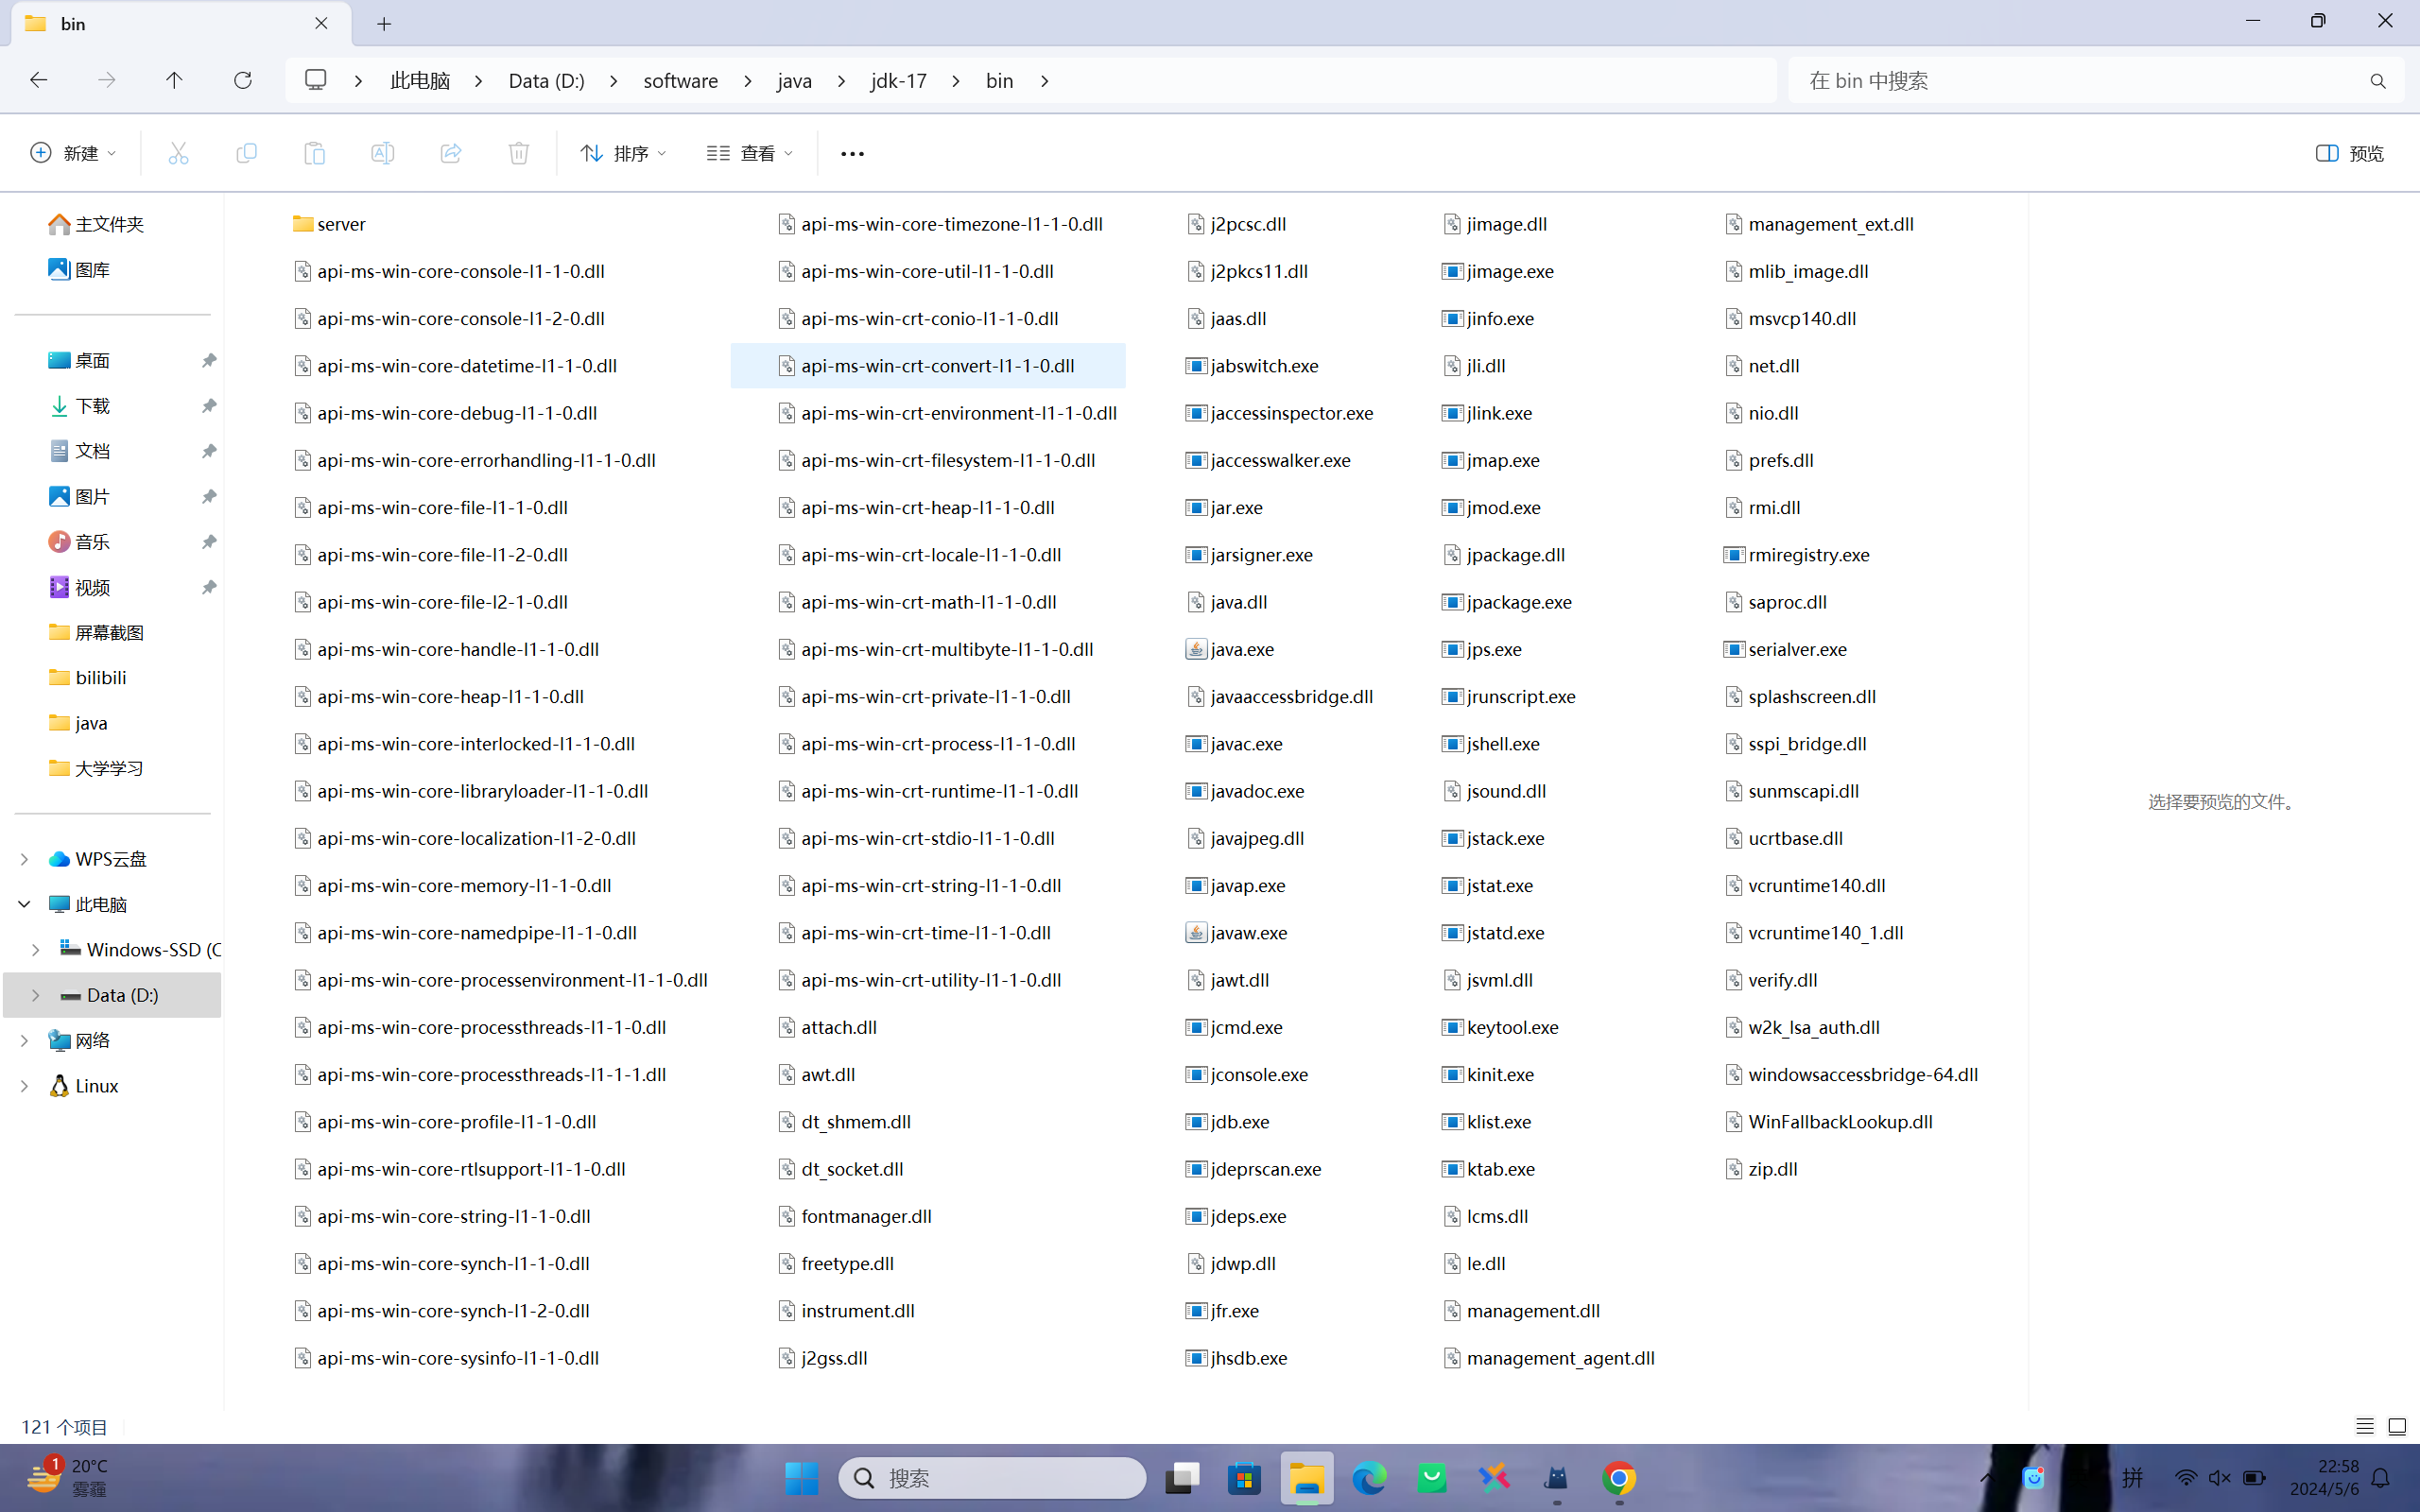 bin
此电脑 Data (D:) software java jdk-17 bin
在 bin 中搜索
新建 排序 查看 预览
主文件夹
图库
桌面
下载
文档
图片
音乐
视频
屏幕截图
bilibili
java
大学学习
WPS云盘
此电脑
Windows-SSD (C
Data (D:)
网络
Linux
server
api-ms-win-core-console-l1-1-0.dll
api-ms-win-core-console-l1-2-0.dll
api-ms-win-core-datetime-l1-1-0.dll
api-ms-win-core-debug-l1-1-0.dll
api-ms-win-core-errorhandling-l1-1-0.dll
api-ms-win-core-file-l1-1-0.dll
api-ms-win-core-file-l1-2-0.dll
api-ms-win-core-file-l2-1-0.dll
api-ms-win-core-handle-l1-1-0.dll
api-ms-win-core-heap-l1-1-0.dll
api-ms-win-core-interlocked-l1-1-0.dll
api-ms-win-core-libraryloader-l1-1-0.dll
api-ms-win-core-localization-l1-2-0.dll
api-ms-win-core-memory-l1-1-0.dll
api-ms-win-core-namedpipe-l1-1-0.dll
api-ms-win-core-processenvironment-l1-1-0.dll
api-ms-win-core-processthreads-l1-1-0.dll
api-ms-win-core-processthreads-l1-1-1.dll
api-ms-win-core-profile-l1-1-0.dll
api-ms-win-core-rtlsupport-l1-1-0.dll
api-ms-win-core-string-l1-1-0.dll
api-ms-win-core-synch-l1-1-0.dll
api-ms-win-core-synch-l1-2-0.dll
api-ms-win-core-sysinfo-l1-1-0.dll
api-ms-win-core-timezone-l1-1-0.dll
api-ms-win-core-util-l1-1-0.dll
api-ms-win-crt-conio-l1-1-0.dll
api-ms-win-crt-convert-l1-1-0.dll
api-ms-win-crt-environment-l1-1-0.dll
api-ms-win-crt-filesystem-l1-1-0.dll
api-ms-win-crt-heap-l1-1-0.dll
api-ms-win-crt-locale-l1-1-0.dll
api-ms-win-crt-math-l1-1-0.dll
api-ms-win-crt-multibyte-l1-1-0.dll
api-ms-win-crt-private-l1-1-0.dll
api-ms-win-crt-process-l1-1-0.dll
api-ms-win-crt-runtime-l1-1-0.dll
api-ms-win-crt-stdio-l1-1-0.dll
api-ms-win-crt-string-l1-1-0.dll
api-ms-win-crt-time-l1-1-0.dll
api-ms-win-crt-utility-l1-1-0.dll
attach.dll
awt.dll
dt_shmem.dll
dt_socket.dll
fontmanager.dll
freetype.dll
instrument.dll
j2gss.dll
j2pcsc.dll
j2pkcs11.dll
jaas.dll
jabswitch.exe
jaccessinspector.exe
jaccesswalker.exe
jar.exe
jarsigner.exe
java.dll
java.exe
javaaccessbridge.dll
javac.exe
javadoc.exe
javajpeg.dll
javap.exe
javaw.exe
jawt.dll
jcmd.exe
jconsole.exe
jdb.exe
jdeprscan.exe
jdeps.exe
jdwp.dll
jfr.exe
jhsdb.exe
jimage.dll
jimage.exe
jinfo.exe
jli.dll
jlink.exe
jmap.exe
jmod.exe
jpackage.dll
jpackage.exe
jps.exe
jrunscript.exe
jshell.exe
jsound.dll
jstack.exe
jstat.exe
jstatd.exe
jsvml.dll
keytool.exe
kinit.exe
klist.exe
ktab.exe
lcms.dll
le.dll
management.dll
management_agent.dll
management_ext.dll
mlib_image.dll
msvcp140.dll
net.dll
nio.dll
prefs.dll
rmi.dll
rmiregistry.exe
saproc.dll
serialver.exe
splashscreen.dll
sspi_bridge.dll
sunmscapi.dll
ucrtbase.dll
vcruntime140.dll
vcruntime140_1.dll
verify.dll
w2k_lsa_auth.dll
windowsaccessbridge-64.dll
WinFallbackLookup.dll
zip.dll
选择要预览的文件。
121 个项目
1
20°C
雾霾
搜索
拼
22:58
2024/5/6